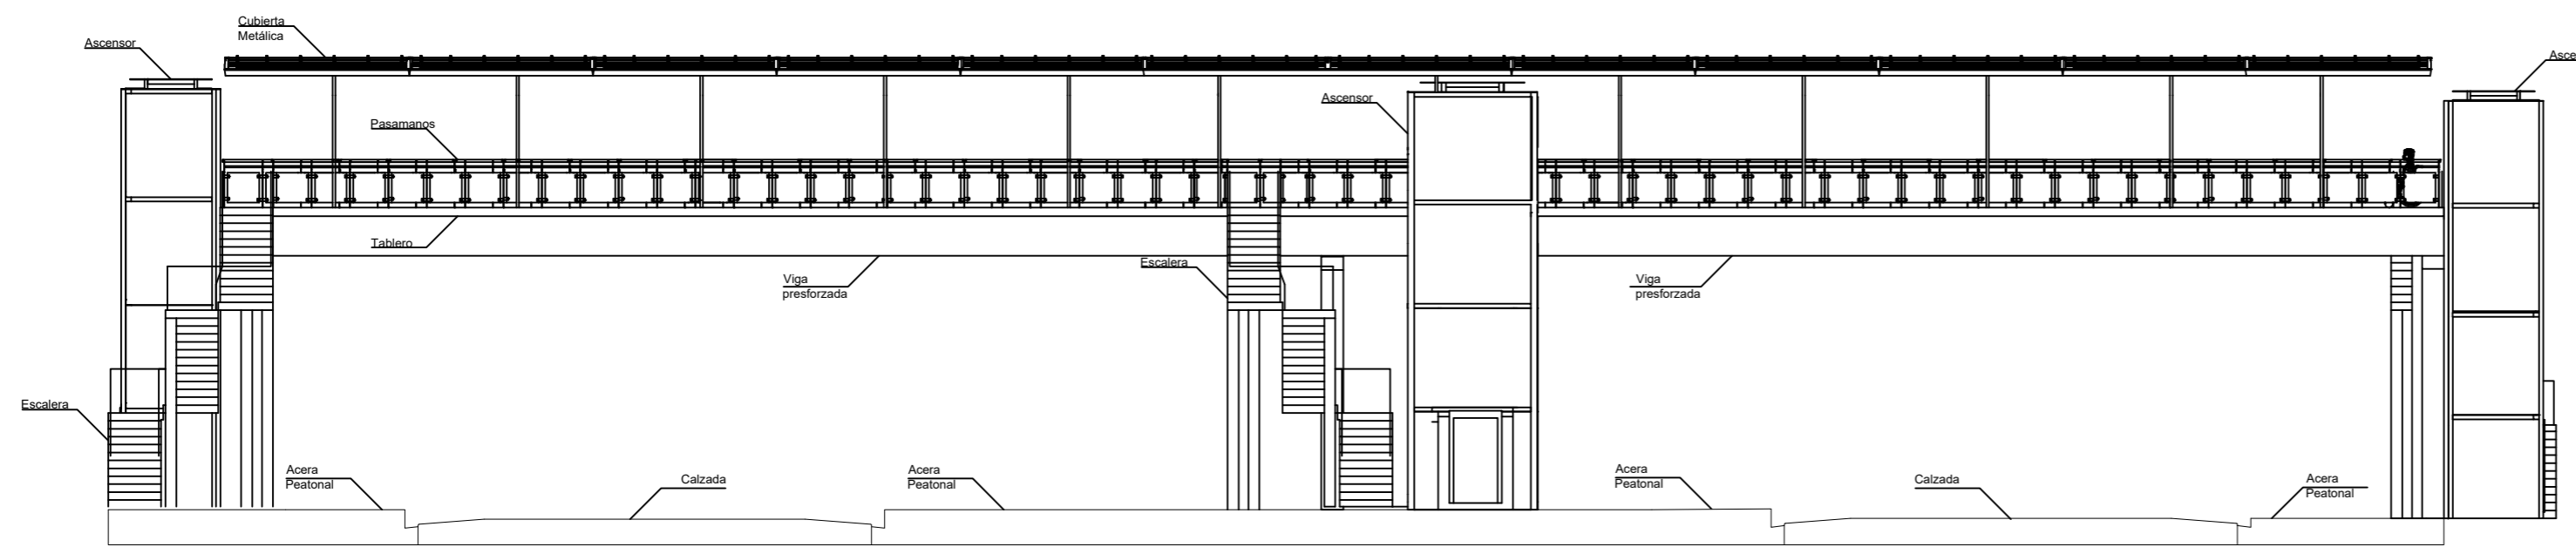 Cubierta
Metálica
Ascensor
Asce
Ascensor
Pasamanos
Tablero
Escalera
Viga
presforzada
Viga
presforzada
Escalera
Acera
Peatonal
Calzada
Acera
Peatonal
Acera
Peatonal
Calzada
Acera
Peatonal